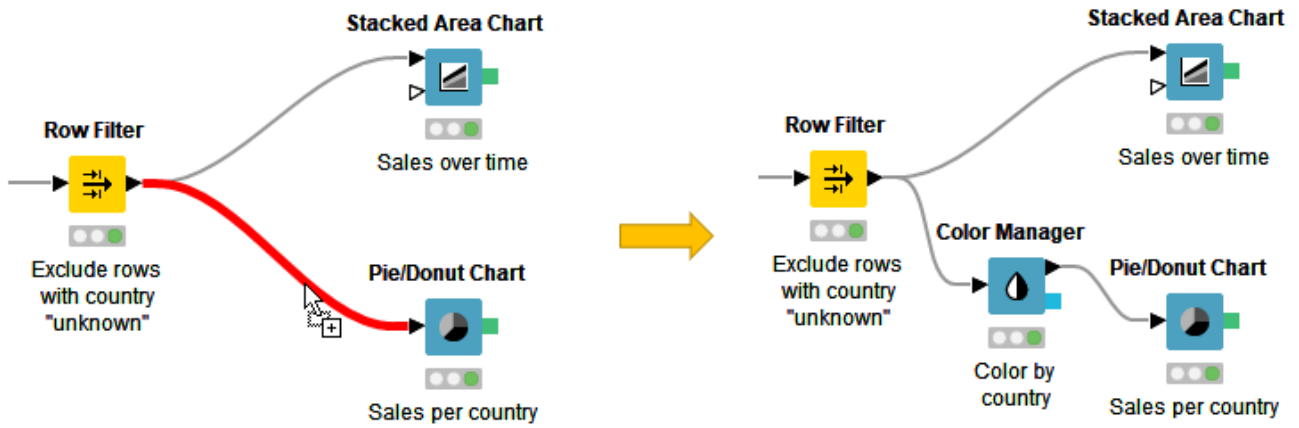 Stacked Area Chart
Sales over time
Row Filter
Exclude rows
with country
"unknown"
Pie/Donut Chart
Sales per country
Stacked Area Chart
Sales over time
Row Filter
Exclude rows
with country
"unknown"
Color Manager
Color by
country
Pie/Donut Chart
Sales per country